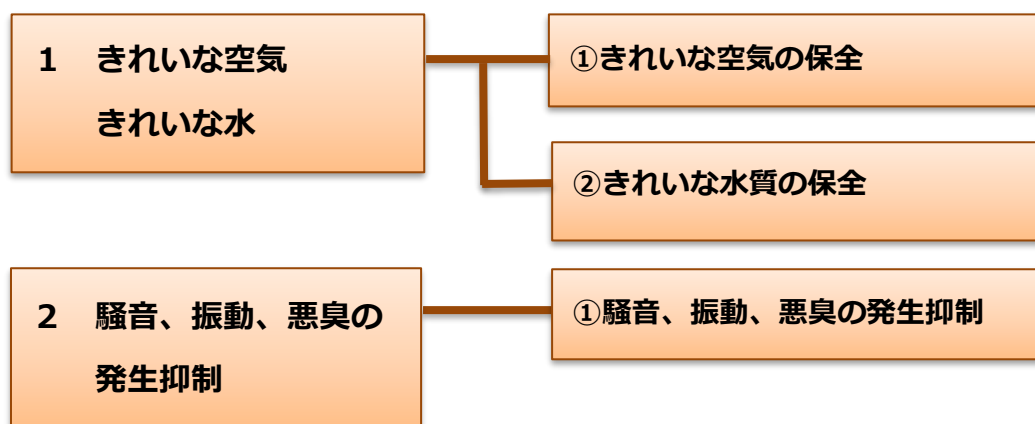 1 きれいな空気
きれいな水
①きれいな空気の保全
②きれいな水質の保全
2 騒音、振動、悪臭の
発生抑制
①騒音、振動、悪臭の発生抑制